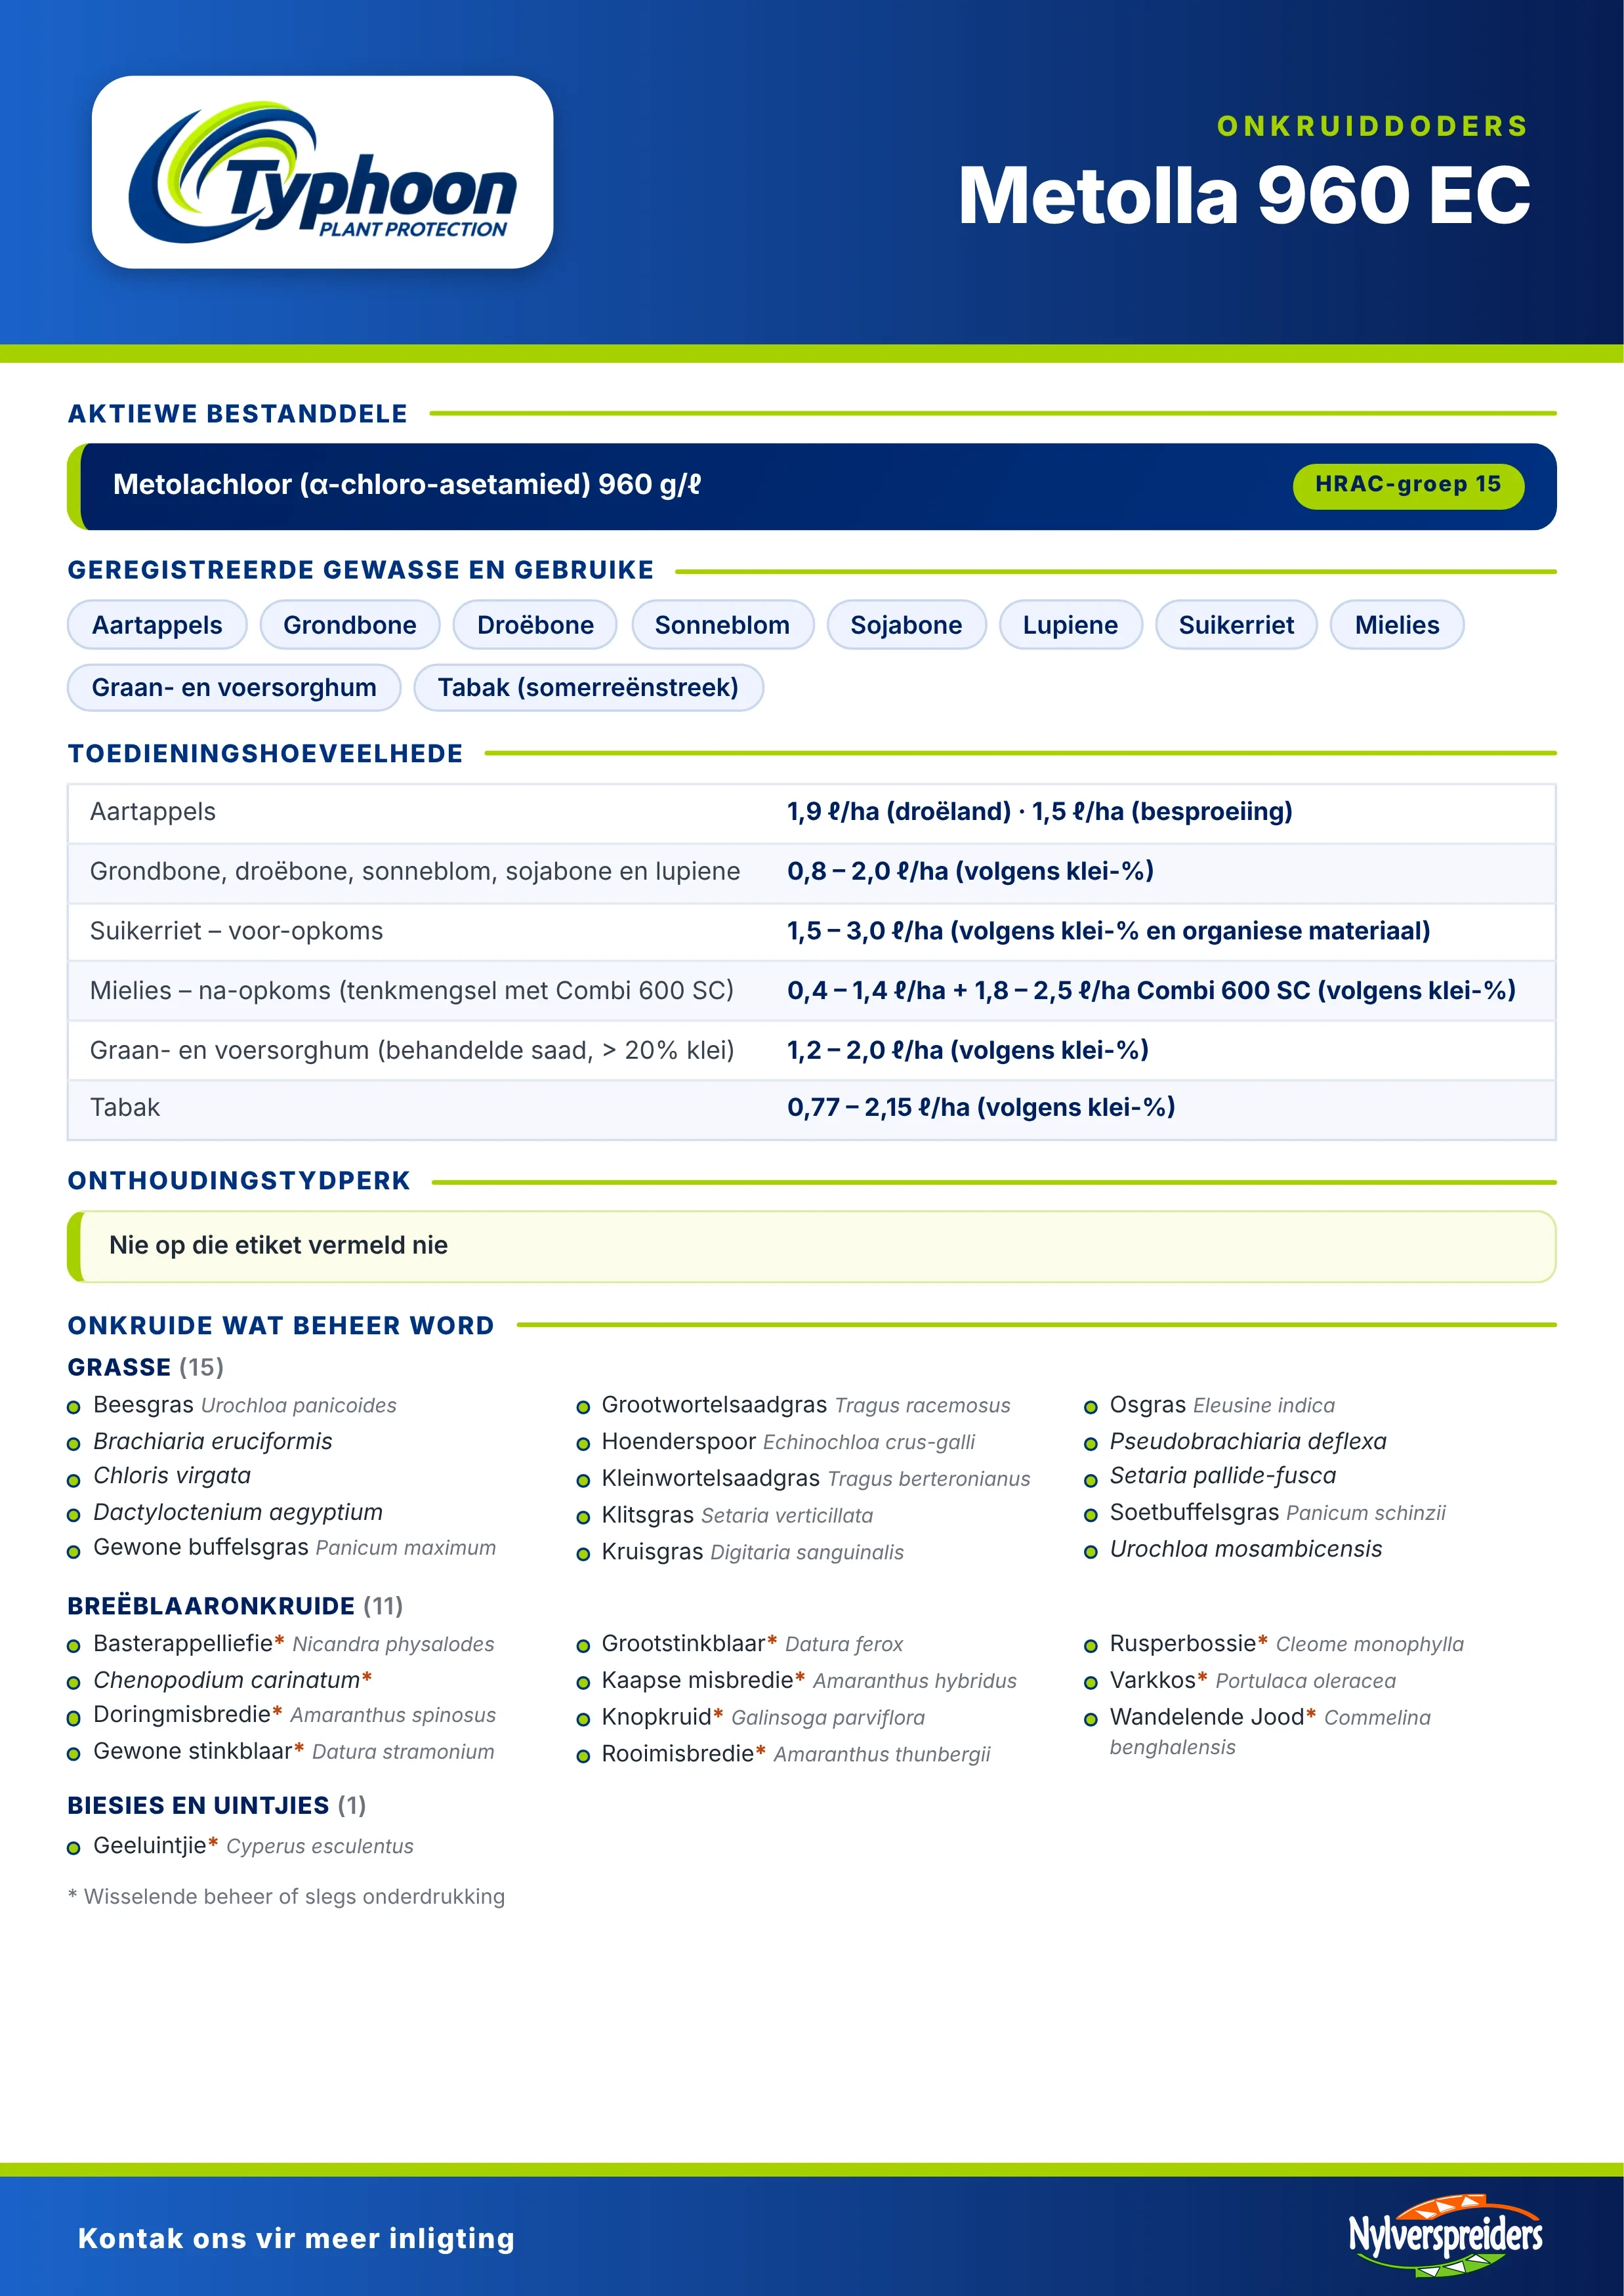 Typhoon
PLANT PROTECTION
ONKRUIDDODERS
Metolla 960 EC
AKTIEWE BESTANDDELE
Metolachloor (α-chloro-asetamied) 960 g/ℓ
HRAC-groep 15
GEREGISTREERDE GEWASSE EN GEBRUIKE
Aartappels Grondbone Droëbone Sonneblom Sojabone Lupiene Suikerriet Mielies
Graan- en voersorghum Tabak (somerreënstreek)
TOEDIENINGSHOEVEELHEDE
Aartappels 1,9 ℓ/ha (droëland) · 1,5 ℓ/ha (besproeiing)
Grondbone, droëbone, sonneblom, sojabone en lupiene 0,8 – 2,0 ℓ/ha (volgens klei-%)
Suikerriet – voor-opkoms 1,5 – 3,0 ℓ/ha (volgens klei-% en organiese materiaal)
Mielies – na-opkoms (tenkmengsel met Combi 600 SC) 0,4 – 1,4 ℓ/ha + 1,8 – 2,5 ℓ/ha Combi 600 SC (volgens klei-%)
Graan- en voersorghum (behandelde saad, > 20% klei) 1,2 – 2,0 ℓ/ha (volgens klei-%)
Tabak 0,77 – 2,15 ℓ/ha (volgens klei-%)
ONTHOUDINGSTYDPERK
Nie op die etiket vermeld nie
ONKRUIDE WAT BEHEER WORD
GRASSE (15)
Beesgras Urochloa panicoides
Brachiaria eruciformis
Chloris virgata
Dactyloctenium aegyptium
Gewone buffelsgras Panicum maximum
Grootwortelsaadgras Tragus racemosus
Hoenderspoor Echinochloa crus-galli
Kleinwortelsaadgras Tragus berteronianus
Klitsgras Setaria verticillata
Kruisgras Digitaria sanguinalis
Osgras Eleusine indica
Pseudobrachiaria deflexa
Setaria pallide-fusca
Soetbuffelsgras Panicum schinzii
Urochloa mosambicensis
BREËBLAARONKRUIDE (11)
Basterappelliefie* Nicandra physalodes
Chenopodium carinatum*
Doringmisbredie* Amaranthus spinosus
Gewone stinkblaar* Datura stramonium
Grootstinkblaar* Datura ferox
Kaapse misbredie* Amaranthus hybridus
Knopkruid* Galinsoga parviflora
Rooimisbredie* Amaranthus thunbergii
Rusperbossie* Cleome monophylla
Varkkos* Portulaca oleracea
Wandelende Jood* Commelina
benghalensis
BIESIES EN UINTJIES (1)
Geeluintjie* Cyperus esculentus
* Wisselende beheer of slegs onderdrukking
Kontak ons vir meer inligting
Nylverspreiders